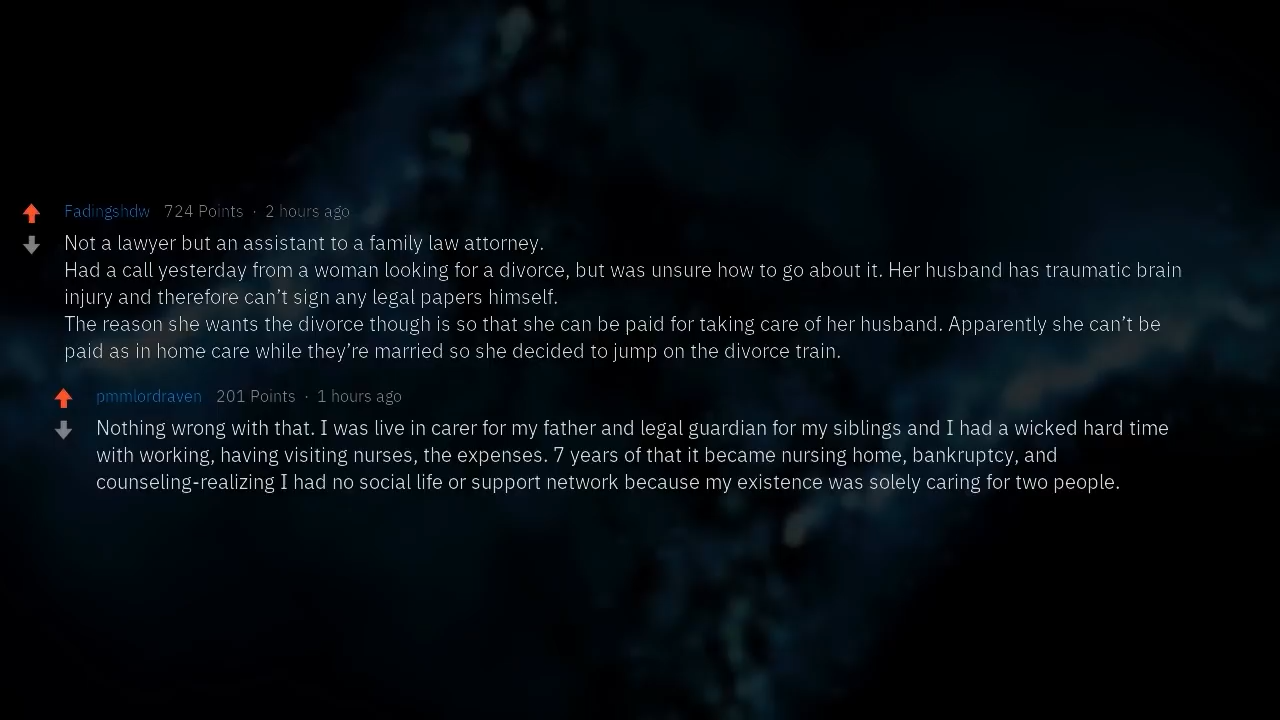 Fadingshdw 724 Points · 2 hours ago
Not a lawyer but an assistant to a family law attorney.
Had a call yesterday from a woman looking for a divorce, but was unsure how to go about it. Her husband has traumatic brain
injury and therefore can’t sign any legal papers himself.
The reason she wants the divorce though is so that she can be paid for taking care of her husband. Apparently she can’t be
paid as in home care while they’re married so she decided to jump on the divorce train.
pmmlordraven 201 Points · 1 hours ago
Nothing wrong with that. I was live in carer for my father and legal guardian for my siblings and I had a wicked hard time
with working, having visiting nurses, the expenses. 7 years of that it became nursing home, bankruptcy, and
counseling-realizing I had no social life or support network because my existence was solely caring for two people.